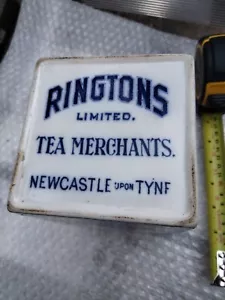 RINGTONS
LIMITED.
TEA MERCHANTS.
NEWCASTLE UPON TYNE